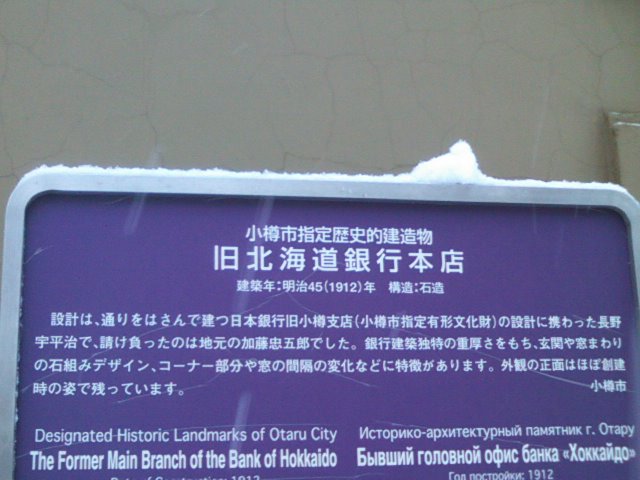 小樽市指定歴史的建造物
旧北海道銀行本店
建築年:明治45(1912)年 構造:石造
設計は、通りをはさんで建つ日本銀行旧小樽支店(小樽市指定有形文化財)の設計に携わった長野
宇平治で、請け負ったのは地元の加藤忠五郎でした。銀行建築独特の重厚さをもち、玄関や窓まわり
の石組みデザイン、コーナー部分や窓の間隔の変化などに特徴があります。外観の正面はほぼ創建
時の姿で残っています。 小樽市
Designated Historic Landmarks of Otaru City
The Former Main Branch of the Bank of Hokkaido
Date of Construction: 1912
Историко-архитектурный памятник г. Отару
Бывший головной офис банка «Хоккайдо»
Год постройки: 1912